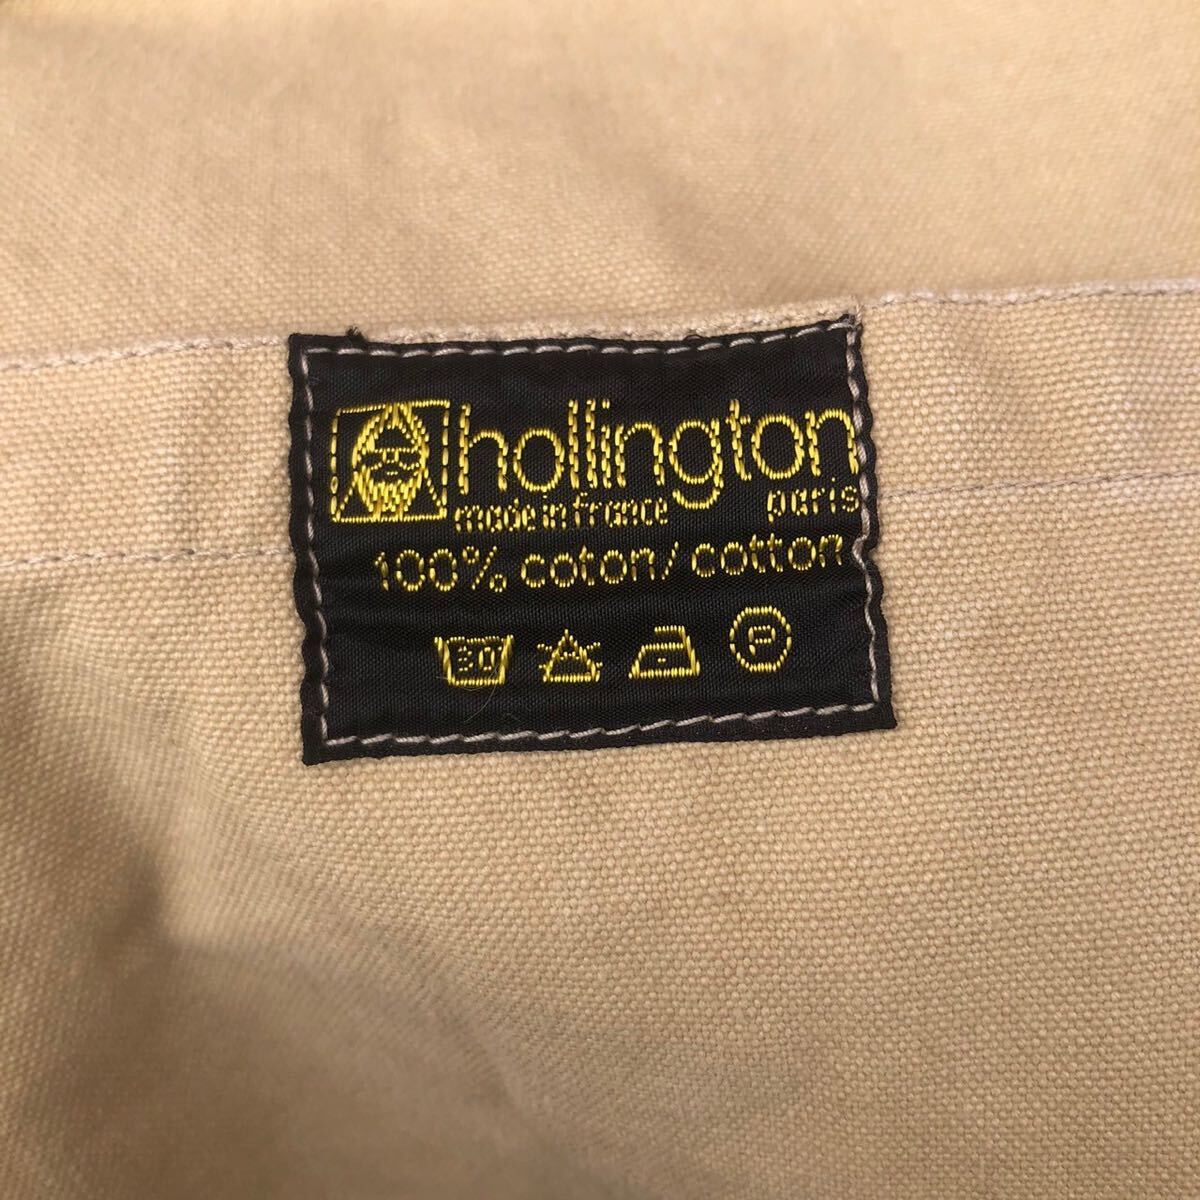 hollington
made in france paris
100% coton/cotton
30 P